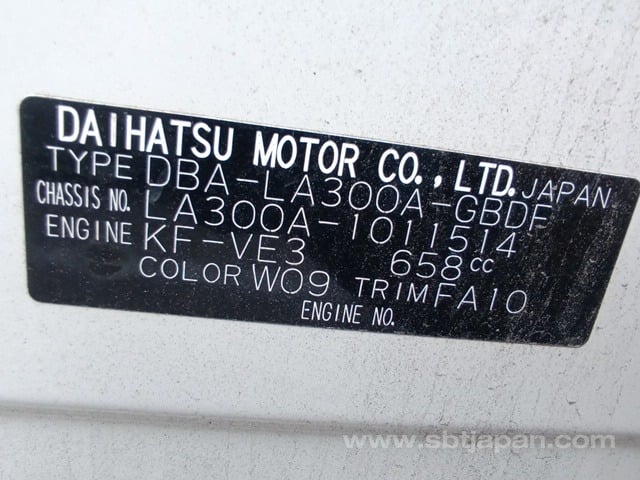 DAIHATSU MOTOR CO., LTD. JAPAN
TYPE DBA-LA300A-GBDF
CHASSIS NO. LA300A-1011514
ENGINE KF-VE3 658cc
COLOR W09 TRIM FA10
ENGINE NO.
www.sbtjapan.com